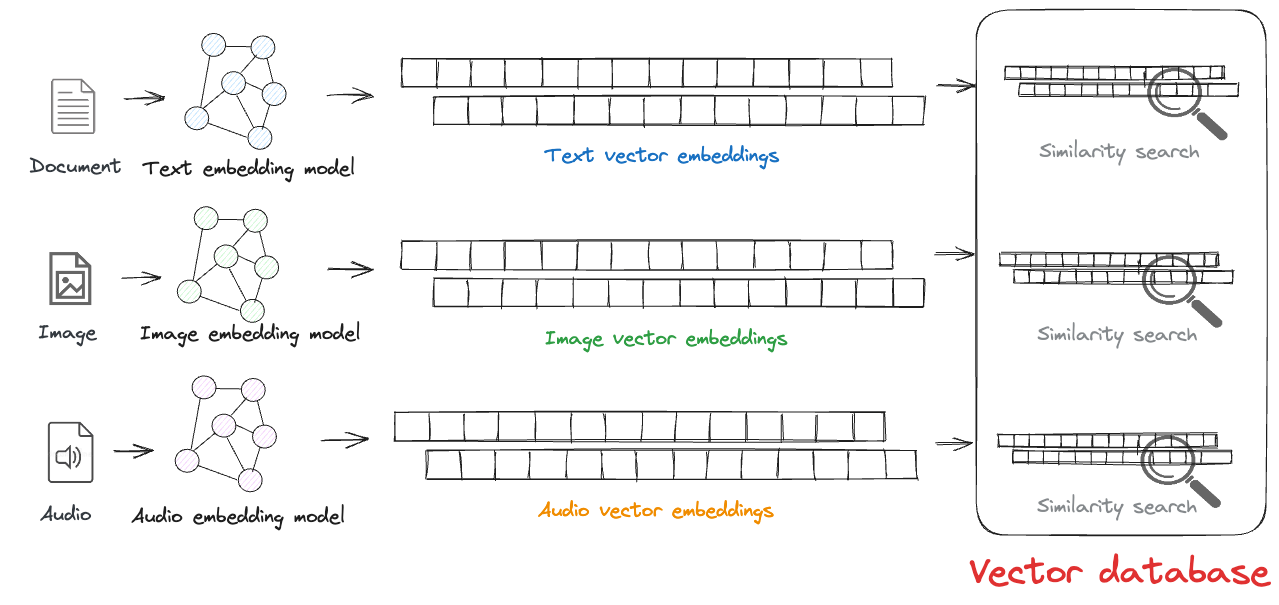 Document
Text embedding model
Text vector embeddings
Similarity search
Image
Image embedding model
Image vector embeddings
Similarity search
Audio
Audio embedding model
Audio vector embeddings
Similarity search
Vector database